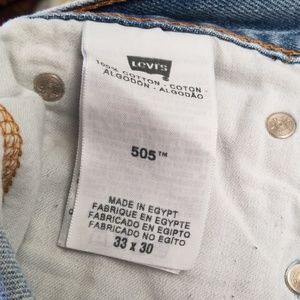 Levi's
100% COTTON · COTON ·
ALGODON · ALGODÃO
505™
MADE IN EGYPT
FABRIQUE EN EGYPTE
FABRICADO EN EGIPTO
FABRICADO NO EGITO
33 x 30